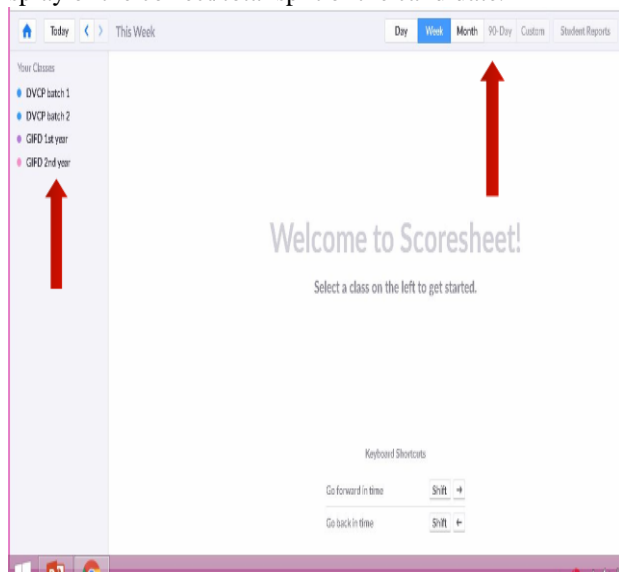 Today < > This Week Day Week Month 90-Day Custom Student Reports
Your Classes
DVCP batch 1
DVCP batch 2
GIFD 1st year
GIFD 2nd year
Welcome to Scoresheet!
Select a class on the left to get started.
Keyboard Shortcuts
Go forward in time Shift →
Go back in time Shift ←